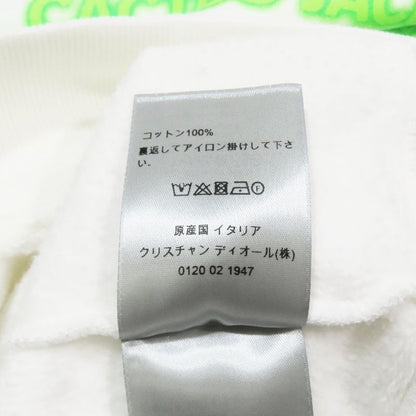 CACTUS JACK
コットン100%
裏返してアイロン掛けして下さ
い.
原産国 イタリア
クリスチャン ディオール(株)
0120 02 1947